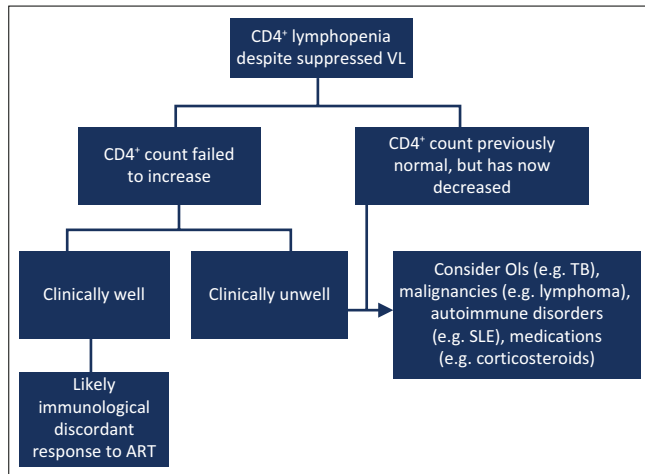 CD4⁺ lymphopenia
despite suppressed VL
CD4⁺ count failed
to increase
CD4⁺ count previously
normal, but has now
decreased
Clinically well
Clinically unwell
Consider OIs (e.g. TB),
malignancies (e.g. lymphoma),
autoimmune disorders
(e.g. SLE), medications
(e.g. corticosteroids)
Likely
immunological
discordant
response to ART